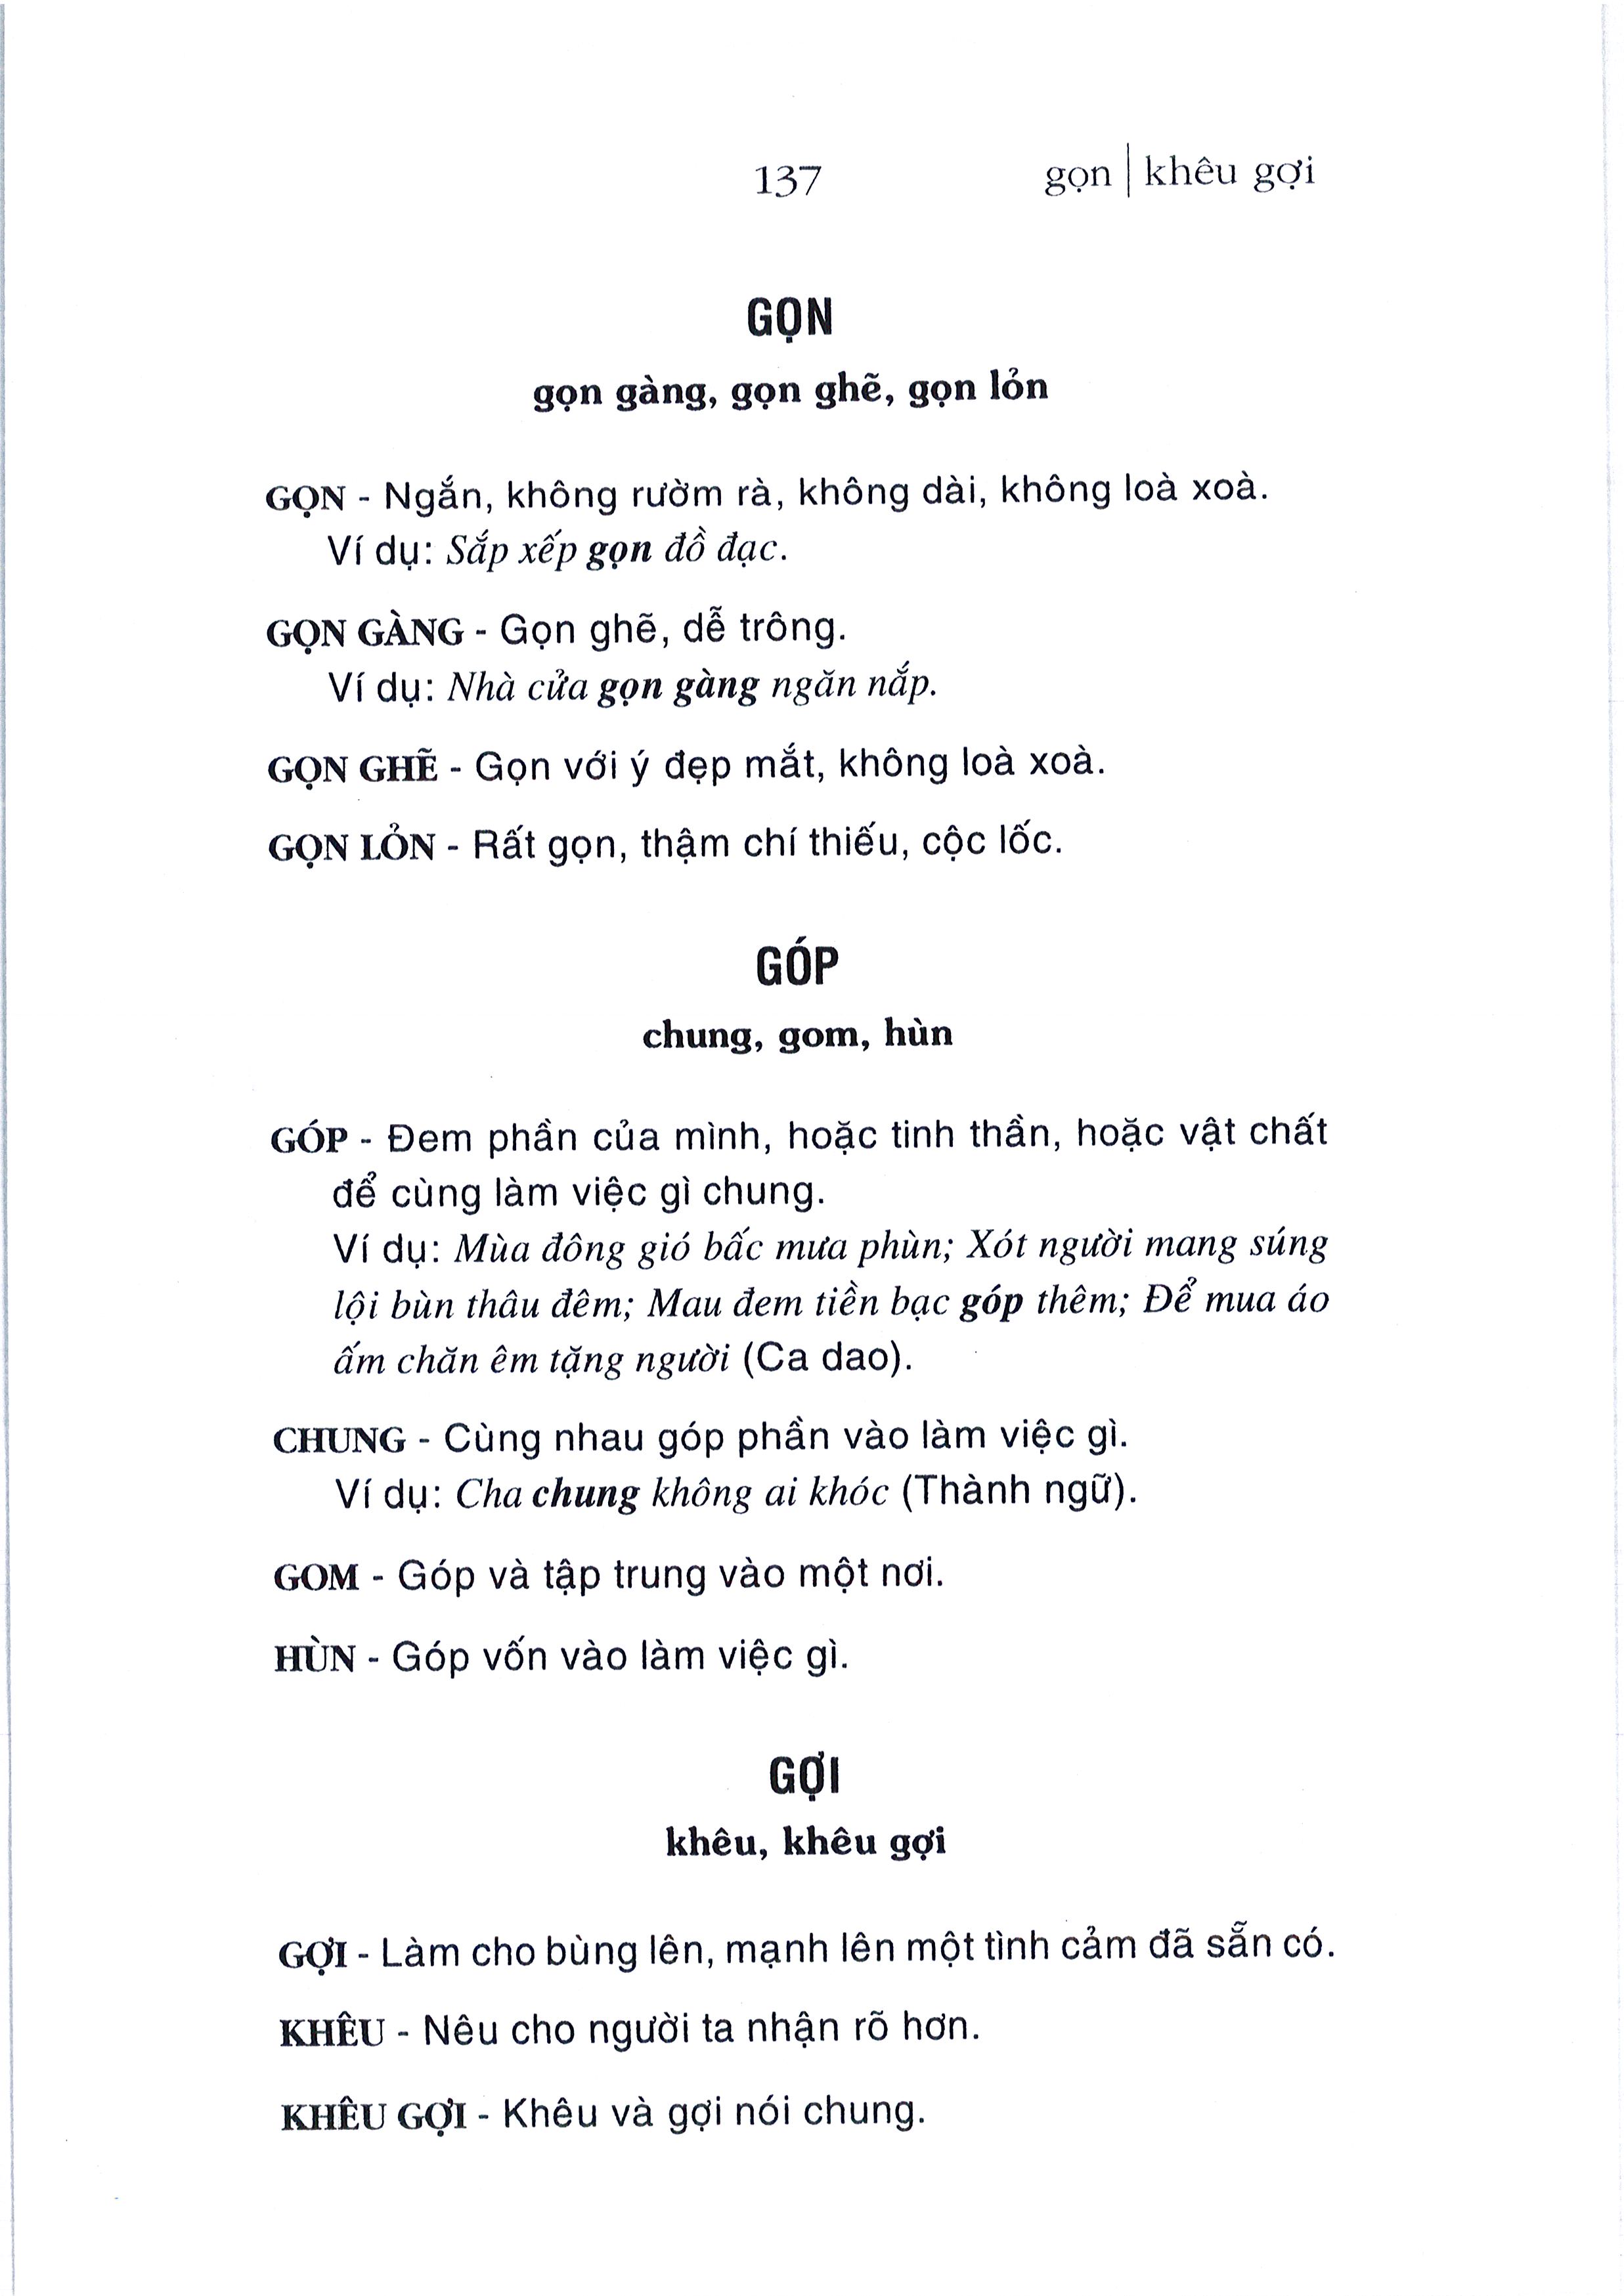 137
gọn | khêu gợi
GỌN
gọn gàng, gọn ghẽ, gọn lỏn
GỌN - Ngắn, không rườm rà, không dài, không loà xoà.
Ví dụ: Sắp xếp gọn đồ đạc.
GỌN GÀNG - Gọn ghẽ, dễ trông.
Ví dụ: Nhà cửa gọn gàng ngăn nắp.
GỌN GHẼ - Gọn với ý đẹp mắt, không loà xoà.
GỌN LỎN - Rất gọn, thậm chí thiếu, cộc lốc.
GÓP
chung, gom, hùn
GÓP - Đem phần của mình, hoặc tinh thần, hoặc vật chất
để cùng làm việc gì chung.
Ví dụ: Mùa đông gió bấc mưa phùn; Xót người mang súng
lội bùn thâu đêm; Mau đem tiền bạc góp thêm; Để mua áo
ấm chăn êm tặng người (Ca dao).
CHUNG - Cùng nhau góp phần vào làm việc gì.
Ví dụ: Cha chung không ai khóc (Thành ngữ).
GOM - Góp và tập trung vào một nơi.
HÙN - Góp vốn vào làm việc gì.
GỢI
khêu, khêu gợi
GỢI - Làm cho bùng lên, mạnh lên một tình cảm đã sẵn có.
KHÊU - Nêu cho người ta nhận rõ hơn.
KHÊU GỢI - Khêu và gợi nói chung.